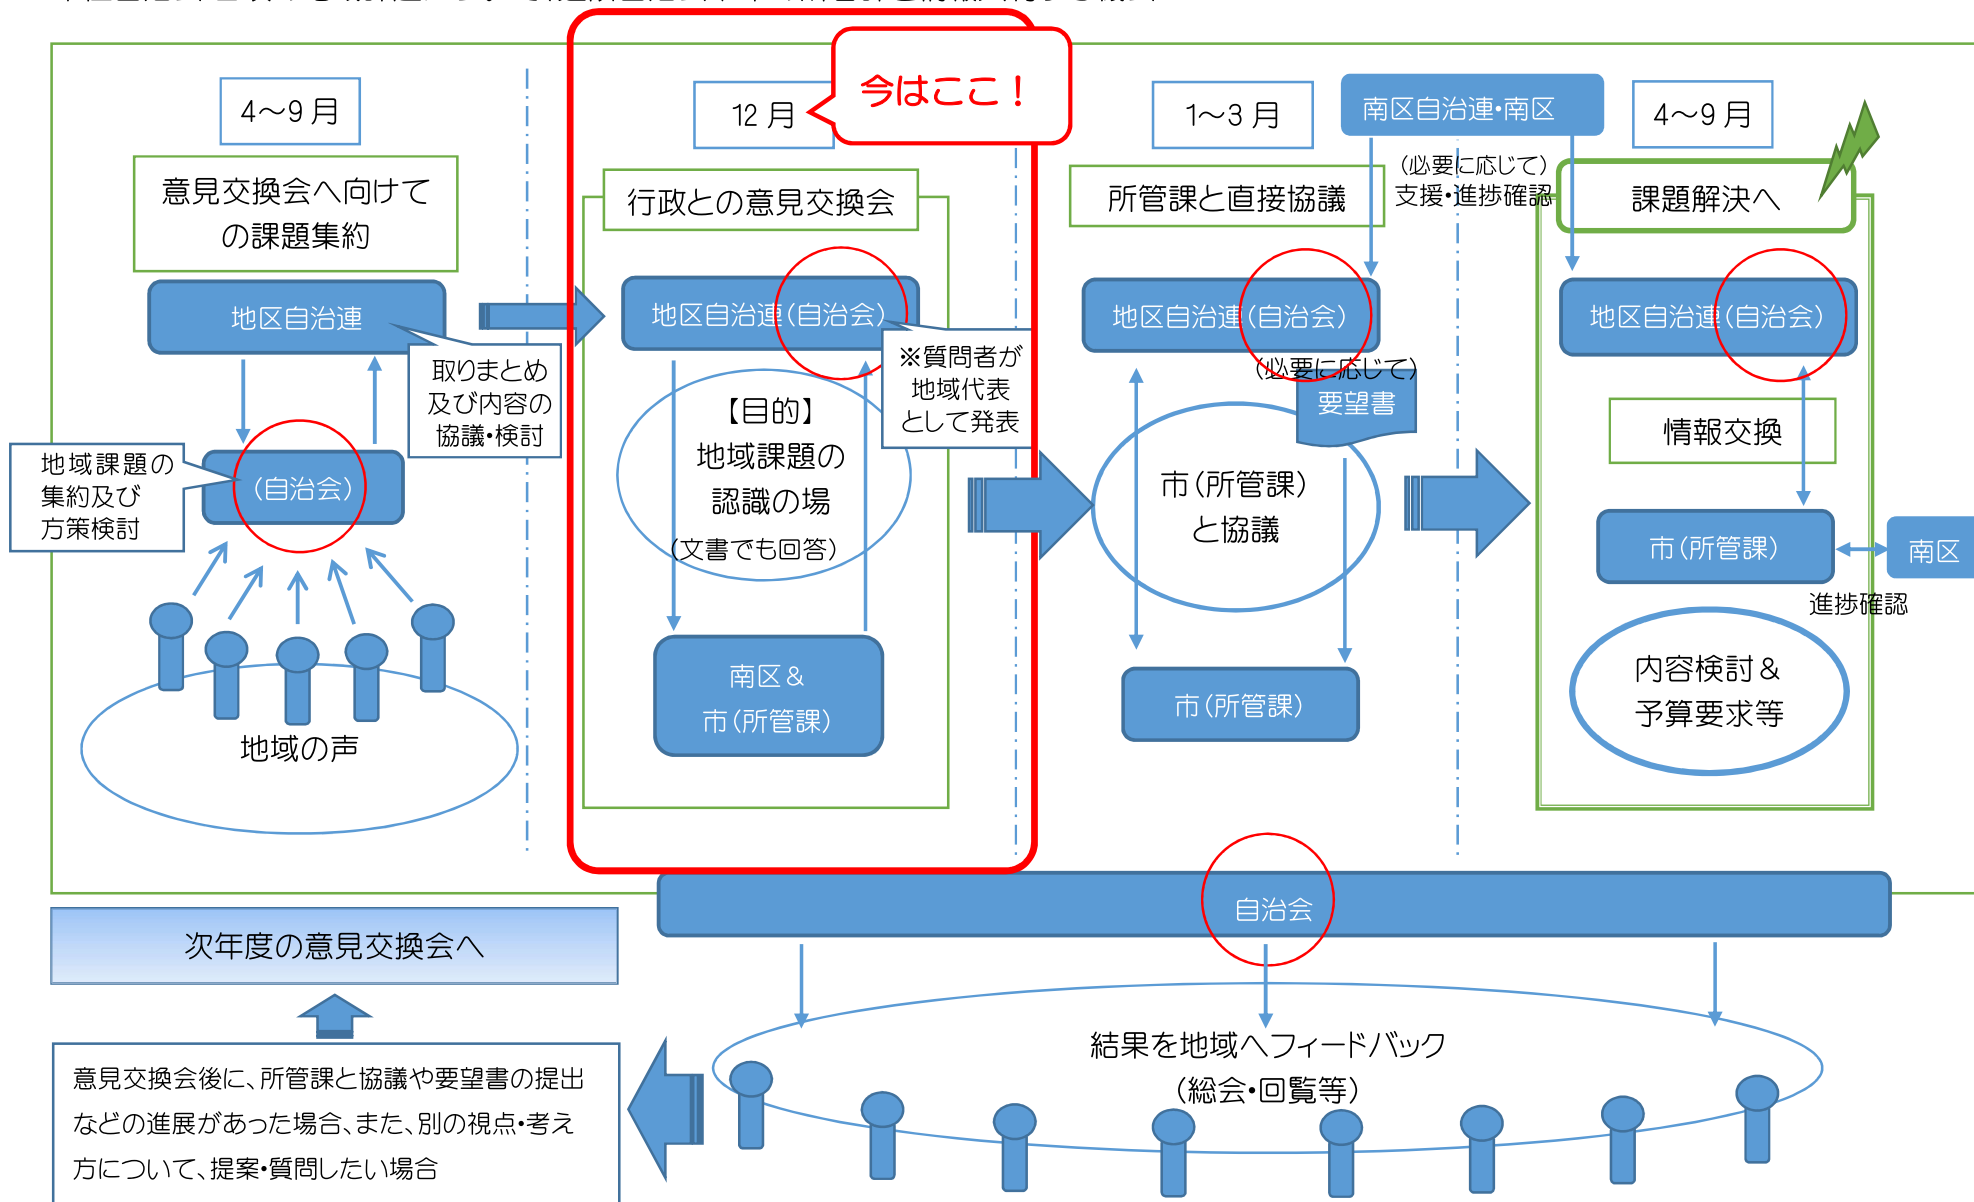 4～9月
意見交換会へ向けて
の課題集約
地区自治連
取りまとめ
及び内容の
協議・検討
地域課題の
集約及び
方策検討
(自治会)
地域の声
12月
今はここ！
行政との意見交換会
地区自治連(自治会)
※質問者が
地域代表
として発表
【目的】
地域課題の
認識の場
(文書でも回答)
南区＆
市(所管課)
1～3月
所管課と直接協議
南区自治連・南区
(必要に応じて)
支援・進捗確認
地区自治連(自治会)
(必要に応じて)
要望書
市(所管課)
と協議
市(所管課)
4～9月
課題解決へ
地区自治連(自治会)
情報交換
市(所管課)
南区
進捗確認
内容検討＆
予算要求等
自治会
結果を地域へフィードバック
(総会・回覧等)
次年度の意見交換会へ
意見交換会後に、所管課と協議や要望書の提出
などの進展があった場合、また、別の視点・考え
方について、提案・質問したい場合